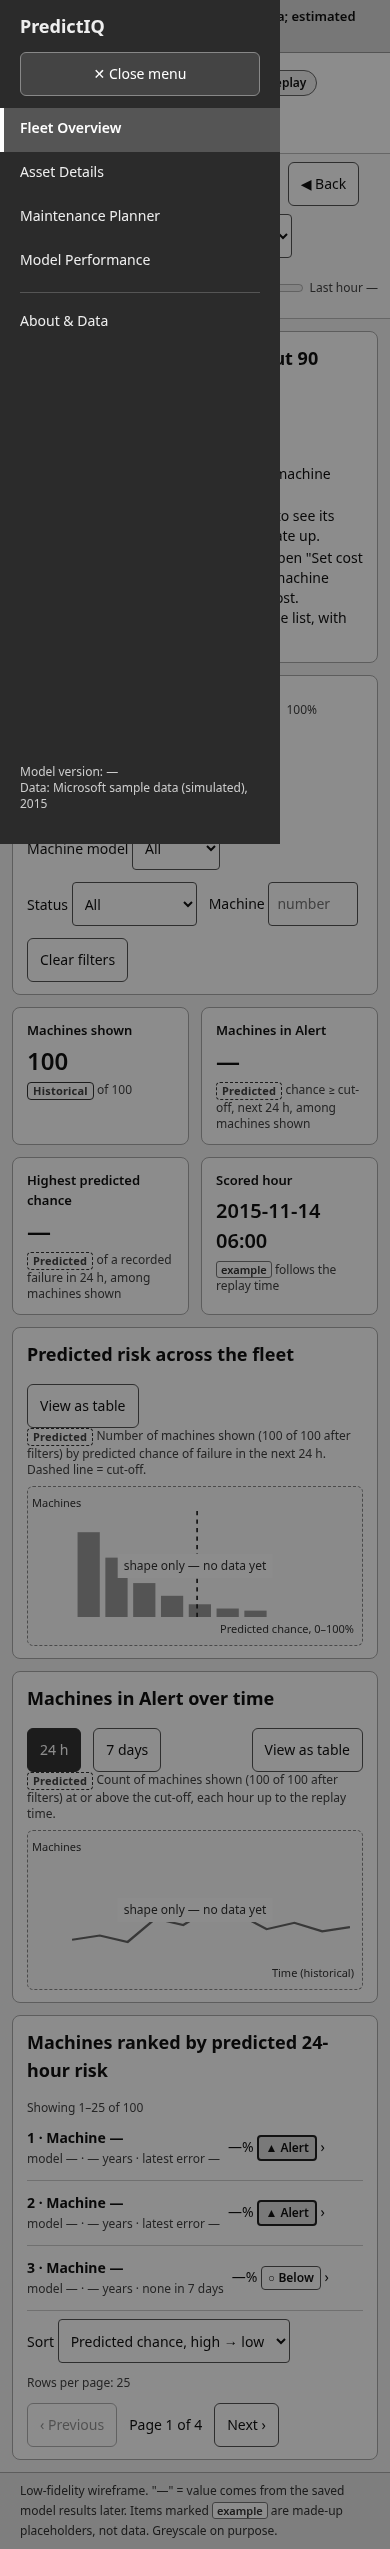 PredictIQ
a; estimated
✕ Close menu
eplay
Fleet Overview
Asset Details
◀ Back
Maintenance Planner
Model Performance
Last hour —
About & Data
ut 90
machine
to see its
ate up.
pen "Set cost
machine
ost.
e list, with
100%
Model version: —
Data: Microsoft sample data (simulated),
2015
Machine model All
Status All Machine number
Clear filters
Machines shown
100
Historical of 100
Machines in Alert
—
Predicted chance ≥ cut-
off, next 24 h, among
machines shown
Highest predicted
chance
—
Predicted of a recorded
failure in 24 h, among
machines shown
Scored hour
2015-11-14
06:00
example follows the
replay time
Predicted risk across the fleet
View as table
Predicted Number of machines shown (100 of 100 after
filters) by predicted chance of failure in the next 24 h.
Dashed line = cut-off.
Machines
shape only — no data yet
Predicted chance, 0–100%
Machines in Alert over time
24 h 7 days View as table
Predicted Count of machines shown (100 of 100 after
filters) at or above the cut-off, each hour up to the replay
time.
Machines
shape only — no data yet
Time (historical)
Machines ranked by predicted 24-
hour risk
Showing 1–25 of 100
1 · Machine —
model — · — years · latest error —
—% ▲ Alert ›
2 · Machine —
model — · — years · latest error —
—% ▲ Alert ›
3 · Machine —
model — · — years · none in 7 days
—% ○ Below ›
Sort Predicted chance, high → low
Rows per page: 25
‹ Previous Page 1 of 4 Next ›
Low-fidelity wireframe. "—" = value comes from the saved
model results later. Items marked example are made-up
placeholders, not data. Greyscale on purpose.